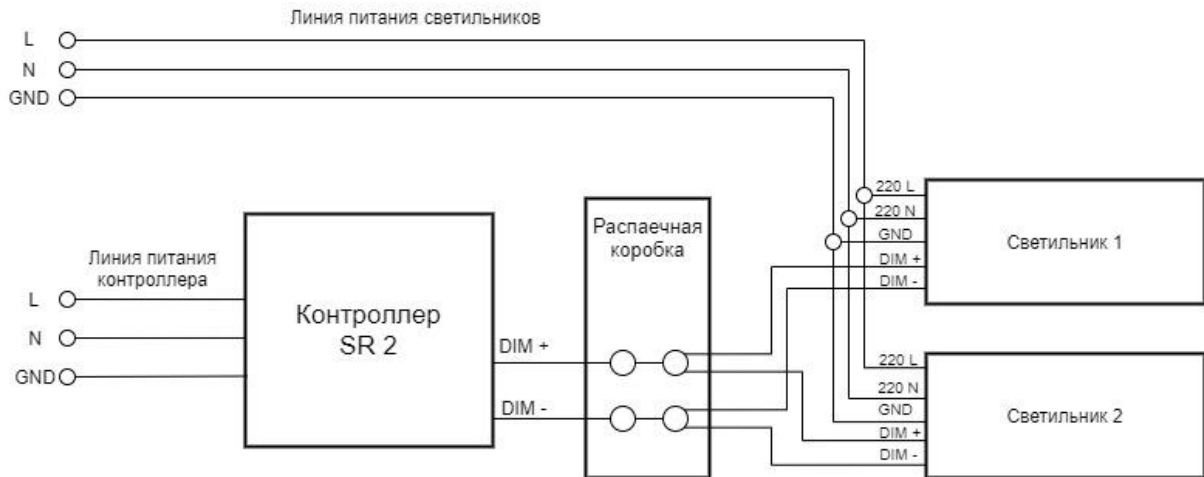 Линия питания светильников
L
N
GND
220 L
220 N
GND
DIM +
DIM -
Светильник 1
Распаечная
коробка
Линия питания
контроллера
L
N
GND
Контроллер
SR 2
DIM +
DIM -
220 L
220 N
GND
DIM +
DIM -
Светильник 2